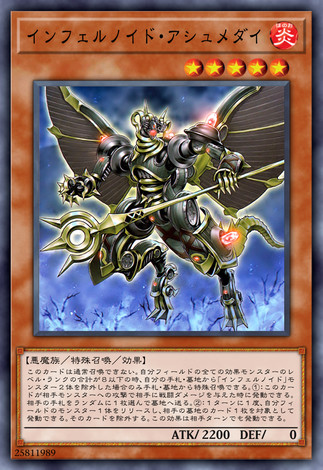 インフェルノイド・アシュメダイ
ほのお
炎
【悪魔族／特殊召喚／効果】
このカードは通常召喚できない。自分フィールドの全ての効果モンスターの
レベル・ランクの合計が８以下の時、自分の手札・墓地から「インフェルノイド」モ
ンスター２体を除外した場合のみ手札・墓地から特殊召喚できる。①：このカー
ドが相手モンスターへの攻撃で相手に戦闘ダメージを与えた時に発動できる。
相手の手札をランダムに１枚選んで墓地へ送る。②：１ターンに１度、自分フィ
ールドのモンスター１体をリリースし、相手の墓地のカード１枚を対象として
発動できる。そのカードを除外する。この効果は相手ターンでも発動できる。
ATK/ 2200 DEF/ 0
25811989